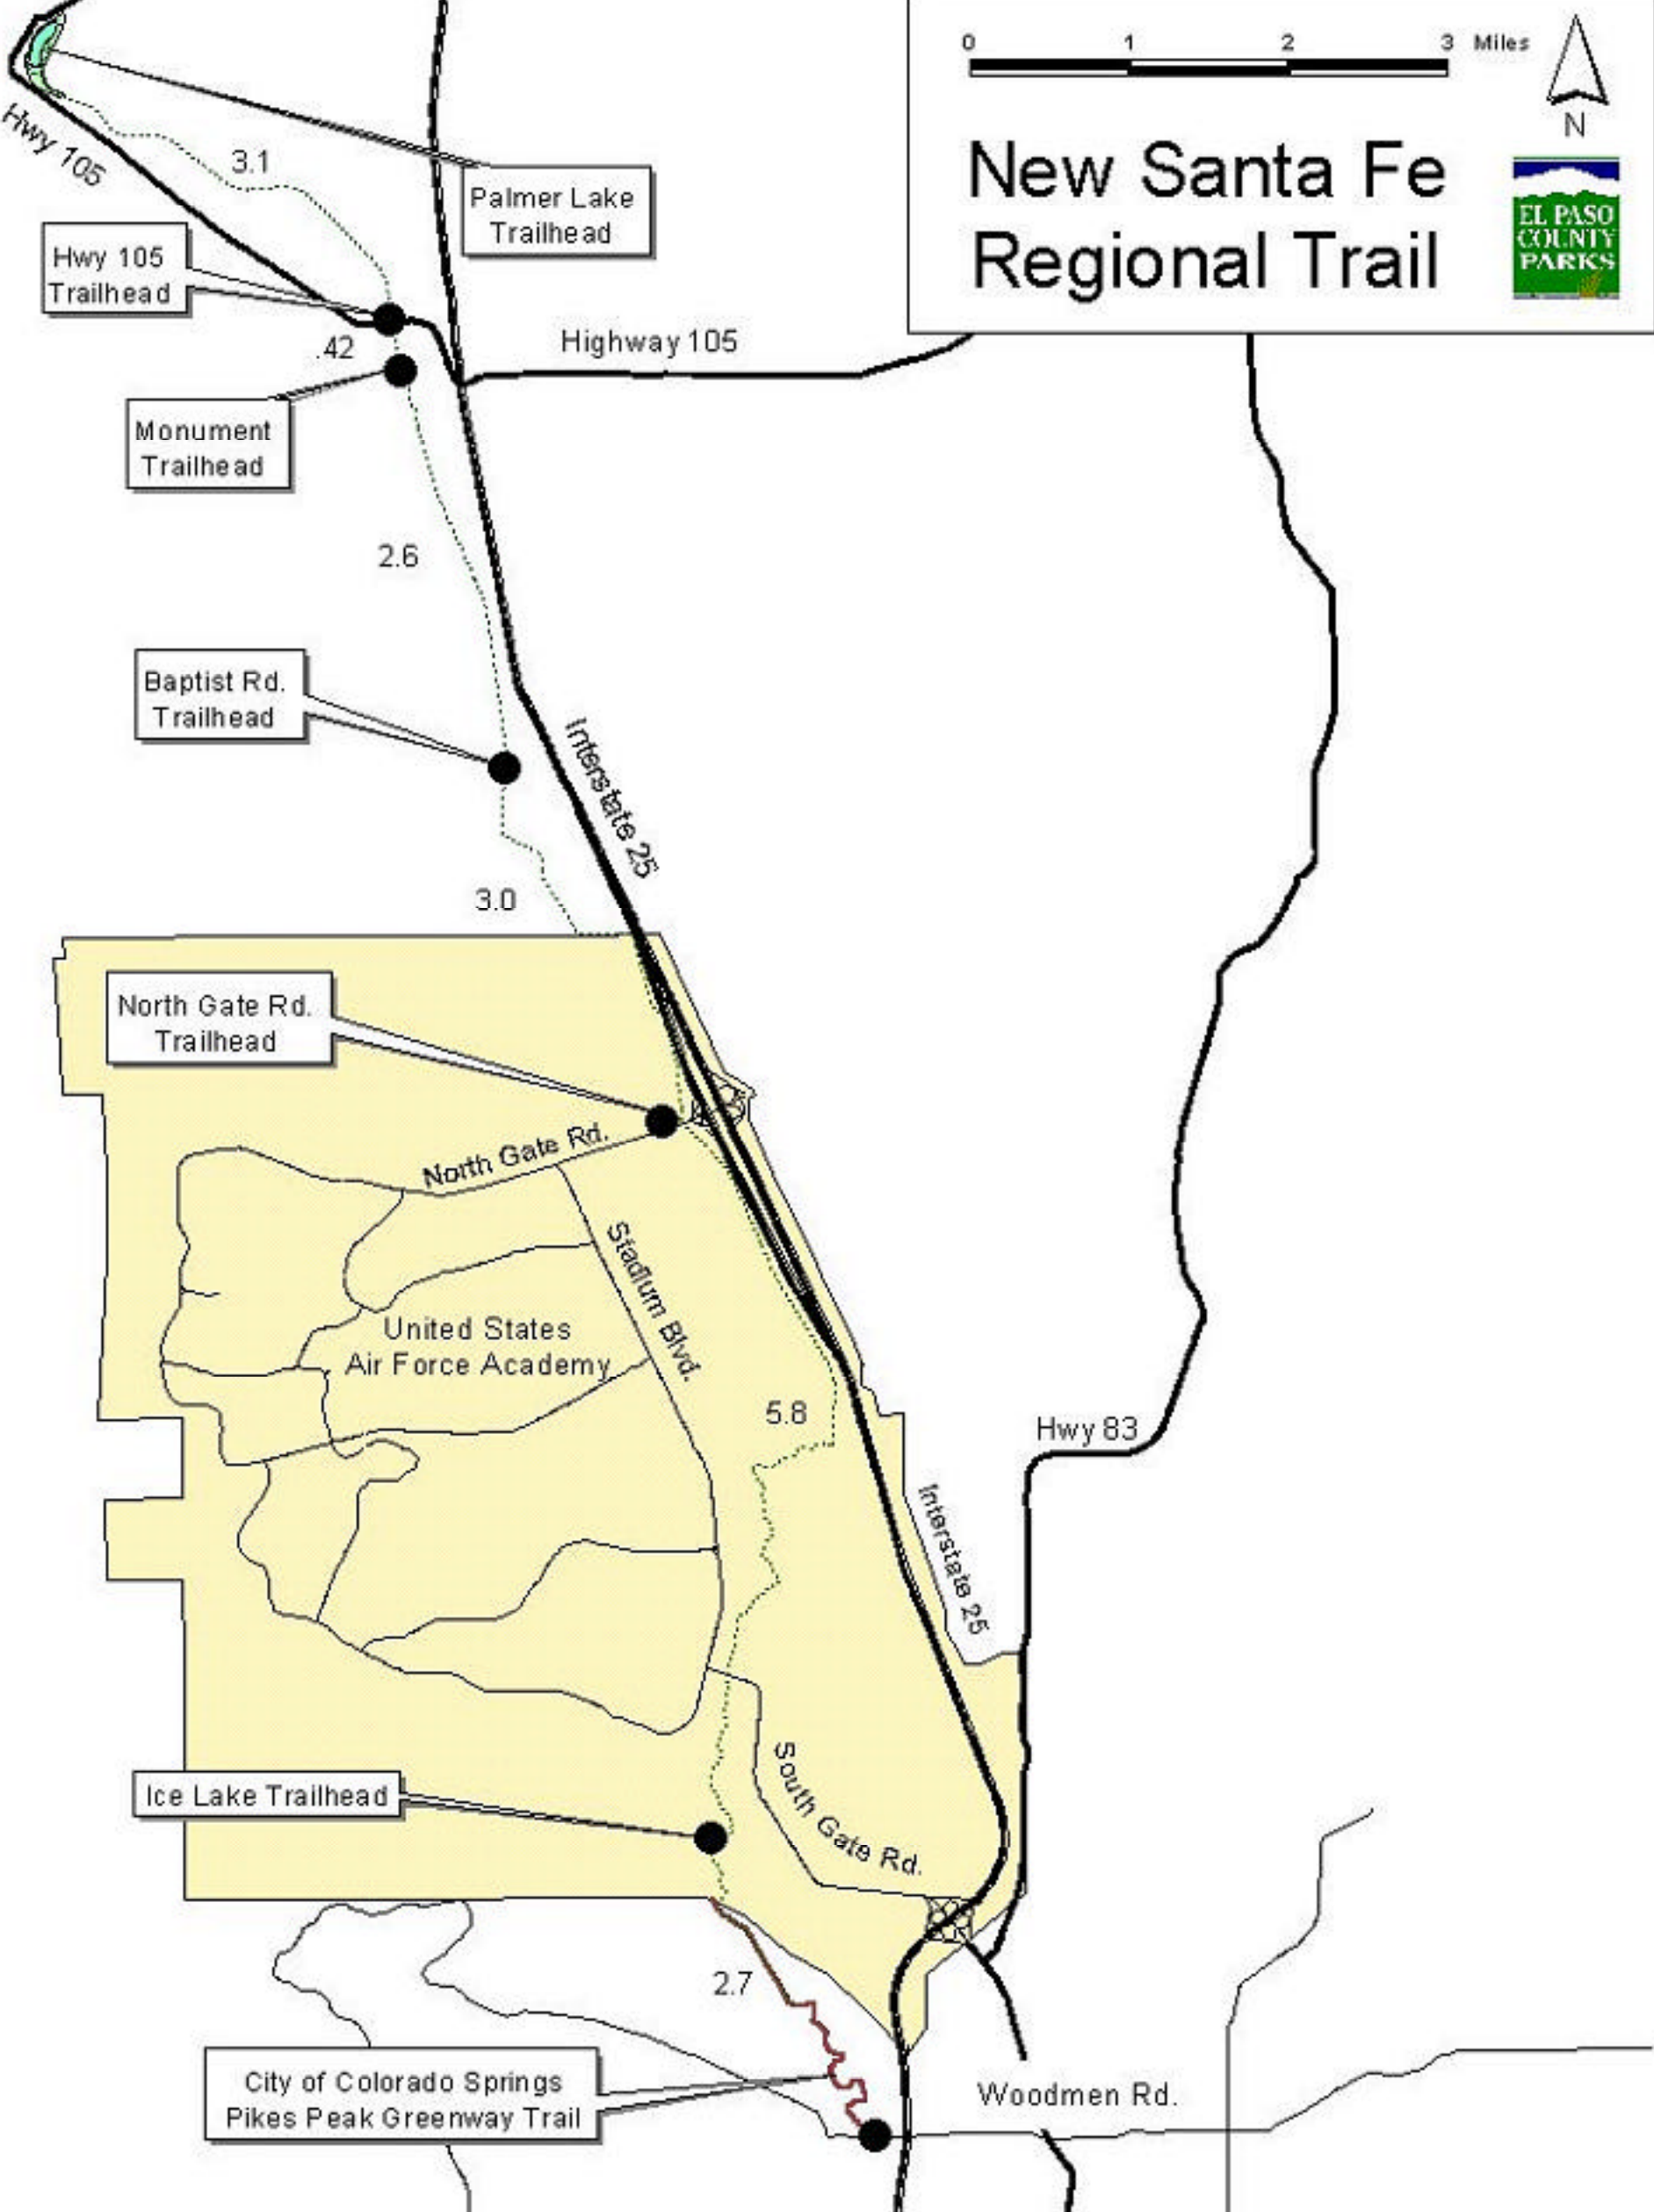 0 1 2 3 Miles
N
New Santa Fe
Regional Trail
EL PASO
COUNTY
PARKS
Hwy 105
3.1
Palmer Lake
Trailhead
Hwy 105
Trailhead
.42
Highway 105
Monument
Trailhead
2.6
Baptist Rd.
Trailhead
Interstate 25
3.0
North Gate Rd.
Trailhead
North Gate Rd.
Stadium Blvd.
United States
Air Force Academy
5.8
Hwy 83
Interstate 25
South Gate Rd.
Ice Lake Trailhead
2.7
City of Colorado Springs
Pikes Peak Greenway Trail
Woodmen Rd.